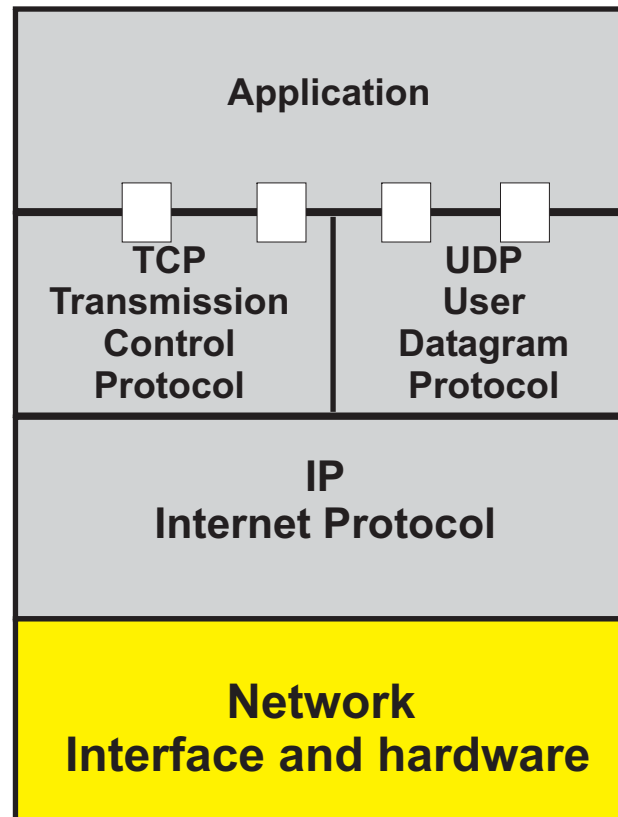 Application
TCP
Transmission
Control
Protocol
UDP
User
Datagram
Protocol
IP
Internet Protocol
Network
Interface and hardware